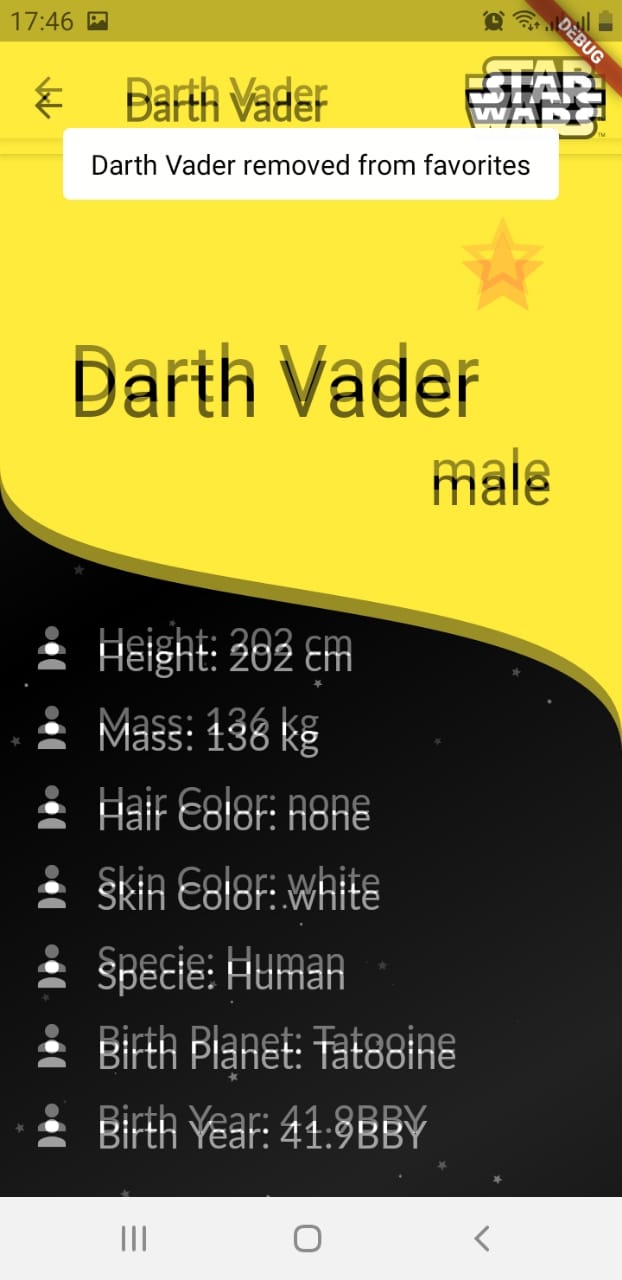 17:46
DEBUG
Darth Vader
STAR
WARS
TM
Darth Vader removed from favorites
Darth Vader
male
Height: 202 cm
Mass: 136 kg
Hair Color: none
Skin Color: white
Specie: Human
Birth Planet: Tatooine
Birth Year: 41.9BBY